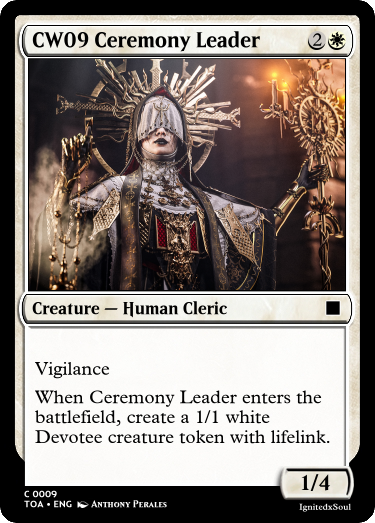 CW09 Ceremony Leader 2
Creature — Human Cleric
Vigilance
When Ceremony Leader enters the
battlefield, create a 1/1 white
Devotee creature token with lifelink.
1/4
C 0009
TOA • ENG Anthony Perales
IgnitedxSoul